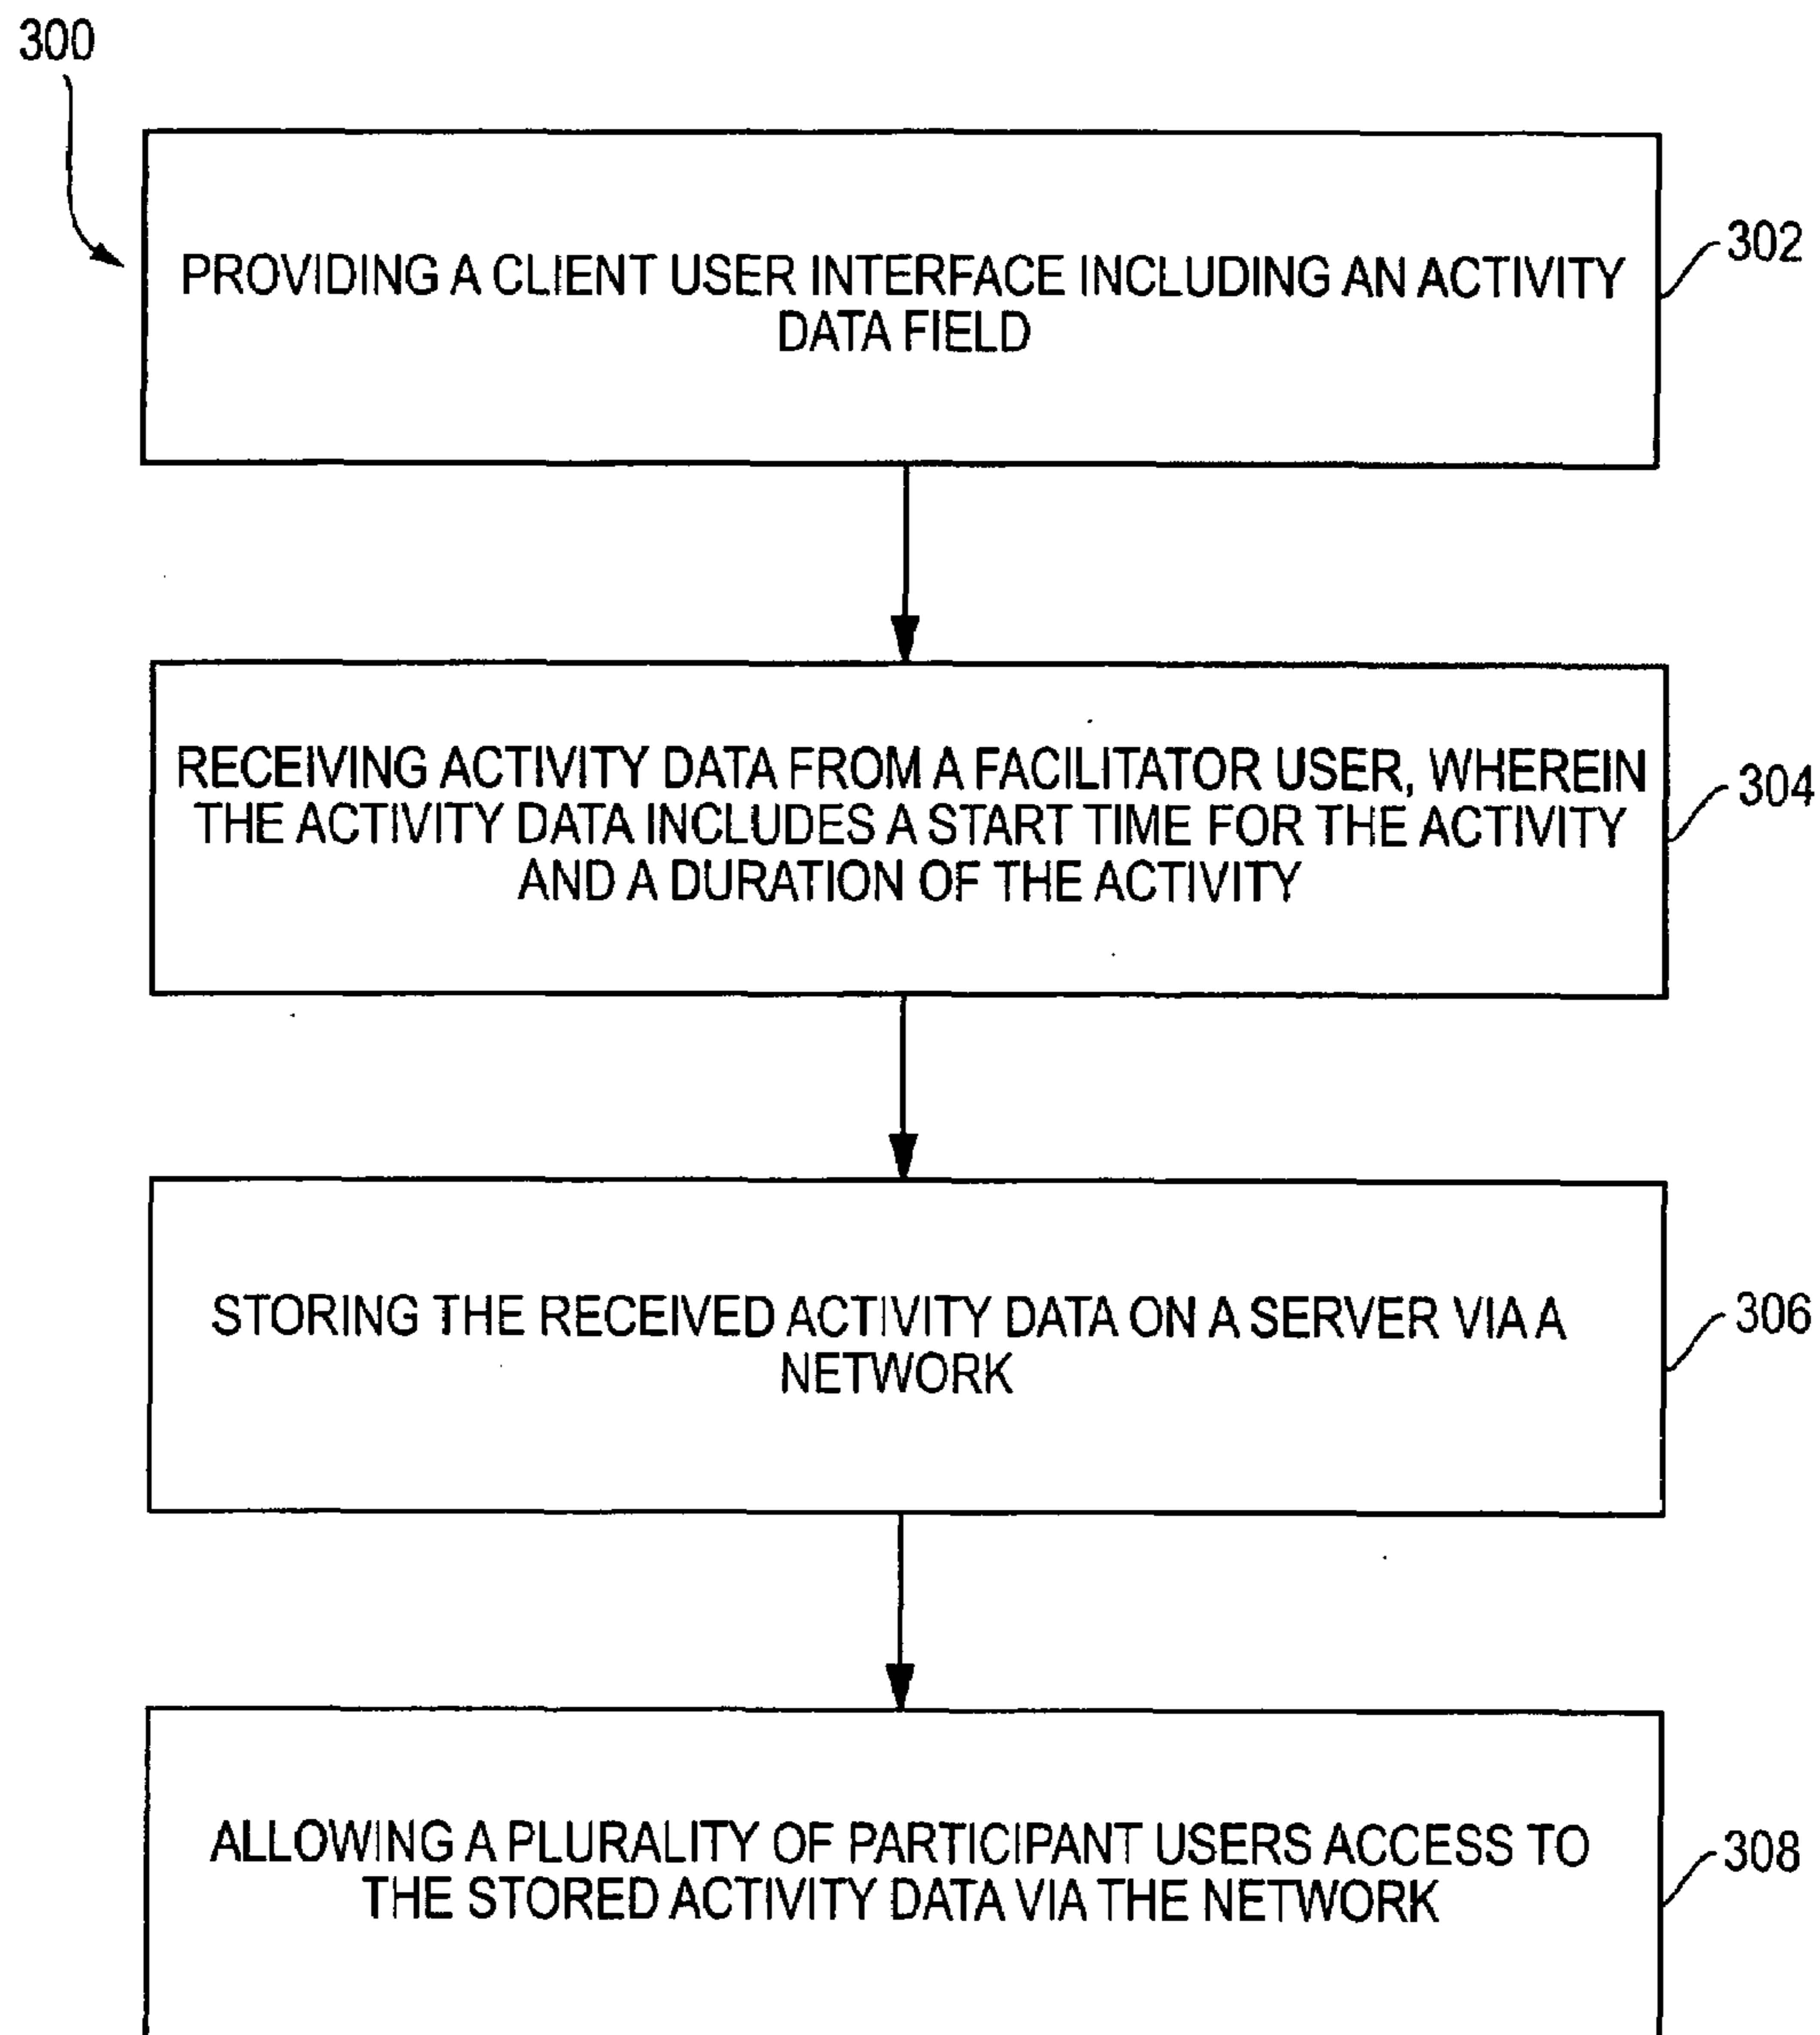 300
PROVIDING A CLIENT USER INTERFACE INCLUDING AN ACTIVITY
DATA FIELD
302
RECEIVING ACTIVITY DATA FROM A FACILITATOR USER, WHEREIN
THE ACTIVITY DATA INCLUDES A START TIME FOR THE ACTIVITY
AND A DURATION OF THE ACTIVITY
304
STORING THE RECEIVED ACTIVITY DATA ON A SERVER VIA A
NETWORK
306
ALLOWING A PLURALITY OF PARTICIPANT USERS ACCESS TO
THE STORED ACTIVITY DATA VIA THE NETWORK
308